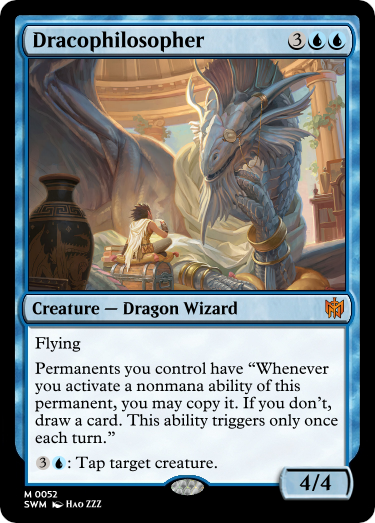 Dracophilosopher 3UU
Creature — Dragon Wizard
Flying
Permanents you control have “Whenever
you activate a nonmana ability of this
permanent, you may copy it. If you don’t,
draw a card. This ability triggers only once
each turn.”
3U: Tap target creature.
4/4
M 0052
SWM Hao ZZZ